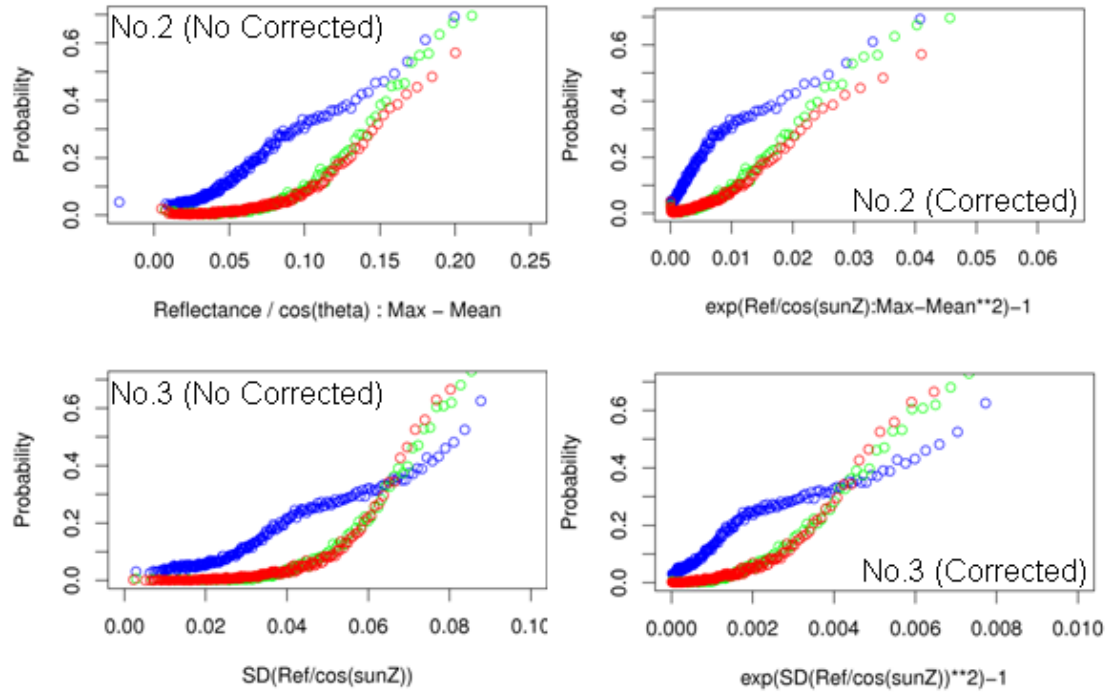 No.2 (No Corrected)
Probability
0.0 0.2 0.4 0.6
0.00 0.05 0.10 0.15 0.20 0.25
Reflectance / cos(theta) : Max – Mean
No.2 (Corrected)
Probability
0.0 0.2 0.4 0.6
0.00 0.01 0.02 0.03 0.04 0.05 0.06
exp(Ref/cos(sunZ):Max–Mean**2)–1
No.3 (No Corrected)
Probability
0.0 0.2 0.4 0.6
0.00 0.02 0.04 0.06 0.08 0.10
SD(Ref/cos(sunZ))
No.3 (Corrected)
Probability
0.0 0.2 0.4 0.6
0.000 0.002 0.004 0.006 0.008 0.010
exp(SD(Ref/cos(sunZ))**2)–1